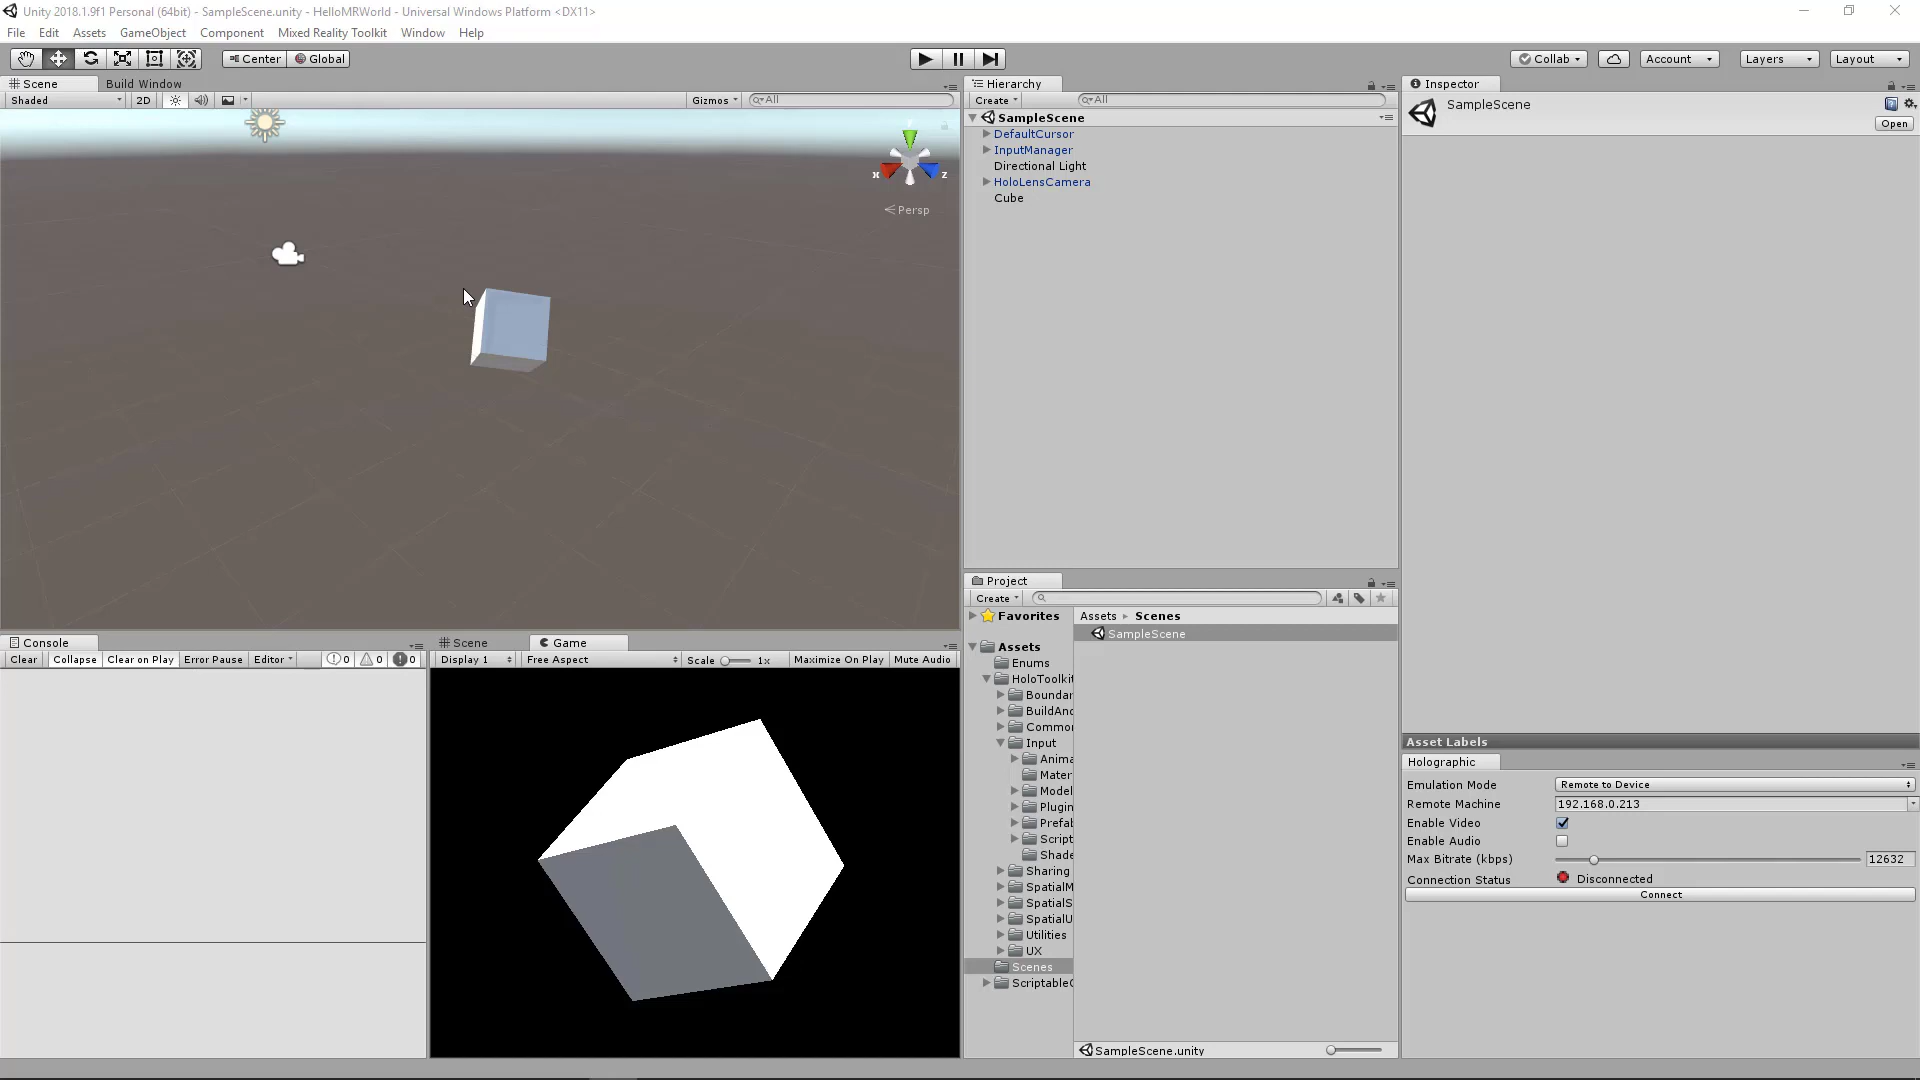 Unity 2018.1.9f1 Personal (64bit) - SampleScene.unity - HelloMRWorld - Universal Windows Platform <DX11>
File Edit Assets GameObject Component Mixed Reality Toolkit Window Help
Center Global Collab Account Layers Layout
Scene Build Window
Shaded 2D Gizmos All
y
x z
Persp
Hierarchy
Create All
SampleScene
DefaultCursor
InputManager
Directional Light
HoloLensCamera
Cube
Inspector
SampleScene
Open
Console
Clear Collapse Clear on Play Error Pause Editor 0 0 0
Scene Game
Display 1 Free Aspect Scale 1x Maximize On Play Mute Audio
Project
Create
Favorites
Assets
Enums
HoloToolkit
Boundar
BuildAnd
Common
Input
Anima
Mater
Model
Plugin
Prefab
Script
Shade
Sharing
SpatialM
SpatialS
SpatialU
Utilities
UX
Scenes
ScriptableO
Assets Scenes
SampleScene
SampleScene.unity
Asset Labels
Holographic
Emulation Mode Remote to Device
Remote Machine 192.168.0.213
Enable Video
Enable Audio
Max Bitrate (kbps) 12632
Connection Status Disconnected
Connect